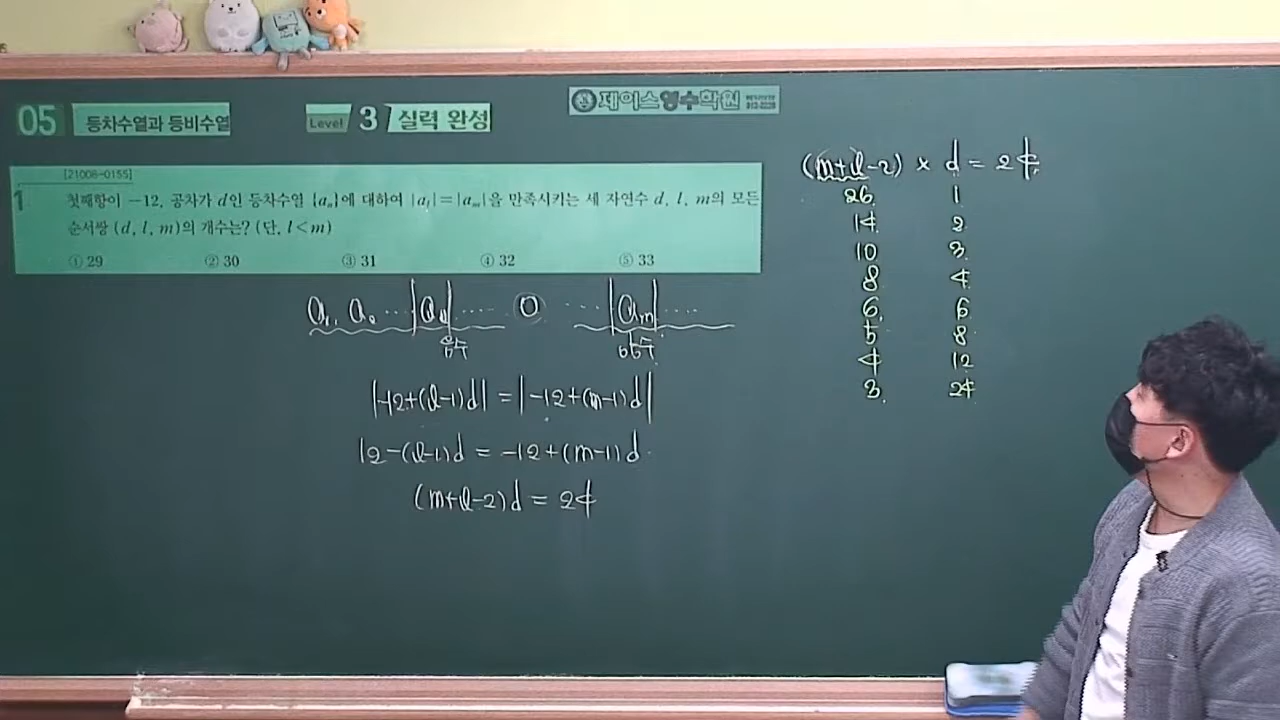 05 등차수열과 등비수열
Level 3 실력 완성
제이스영수학원
[21008-0155]
1 첫째항이 −12, 공차가 d인 등차수열 {aₙ}에 대하여 |aₗ|=|aₘ|을 만족시키는 세 자연수 d, l, m의 모든
순서쌍 (d, l, m)의 개수는? (단, l<m)
① 29 ② 30 ③ 31 ④ 32 ⑤ 33
a₁, a₂ ⋯ aₗ ⋯⋯ 0 ⋯ aₘ ⋯⋯
음수
|-12+(l-1)d| = |-12+(m-1)d|
12-(l-1)d = -12+(m-1)d
(m+l-2)d = 24
(m+l-2) × d = 24
26 1
14 2
10 3
8 4
6 6
5 8
4 12
3 24